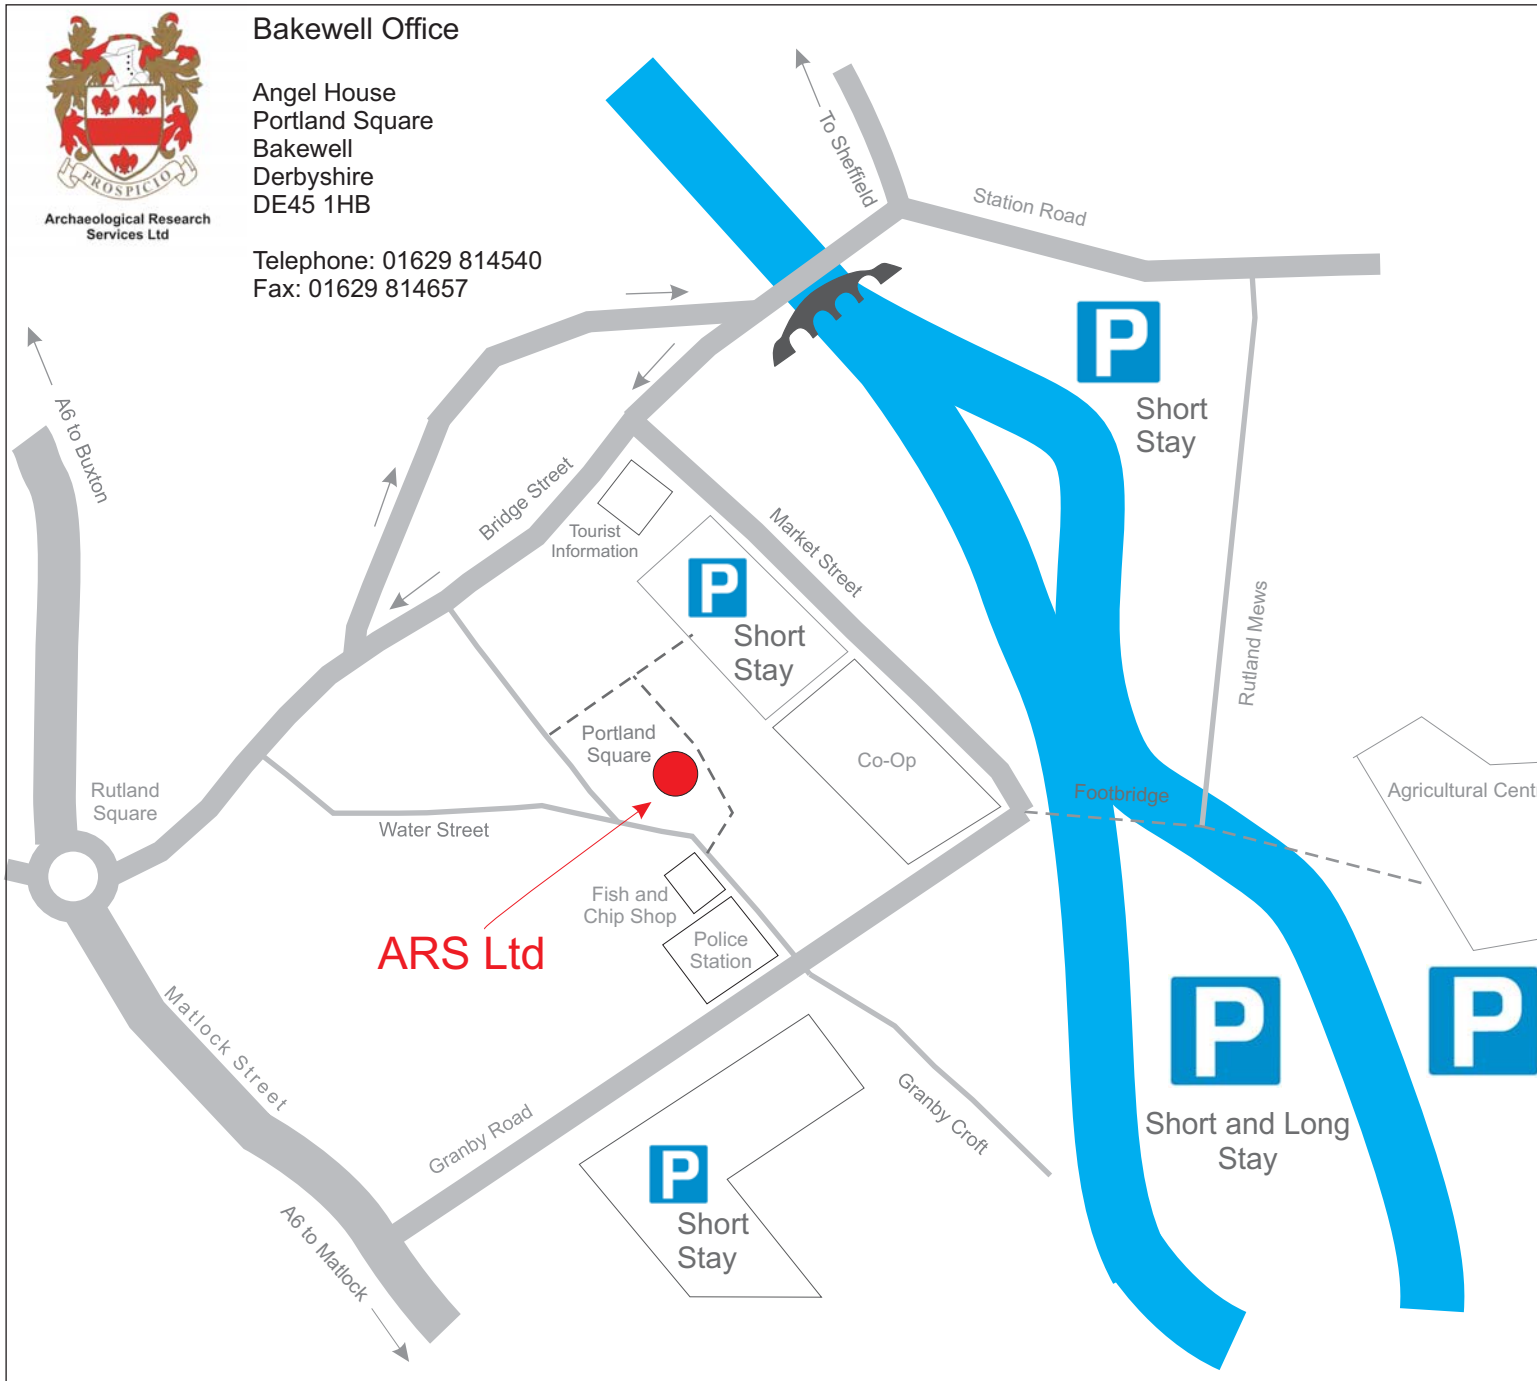 Bakewell Office
Angel House
Portland Square
Bakewell
Derbyshire
DE45 1HB
Telephone: 01629 814540
Fax: 01629 814657
PROSPICIO
Archaeological Research
Services Ltd
To Sheffield
Station Road
P
Short
Stay
A6 to Buxton
Bridge Street
Tourist
Information
Market Street
P
Short
Stay
Rutland Mews
Portland
Square
Co-Op
Rutland
Square
Water Street
Footbridge
Agricultural Cent
Fish and
Chip Shop
ARS Ltd
Police
Station
Matlock Street
P
Short and Long
Stay
P
Granby Road
Granby Croft
P
Short
Stay
A6 to Matlock